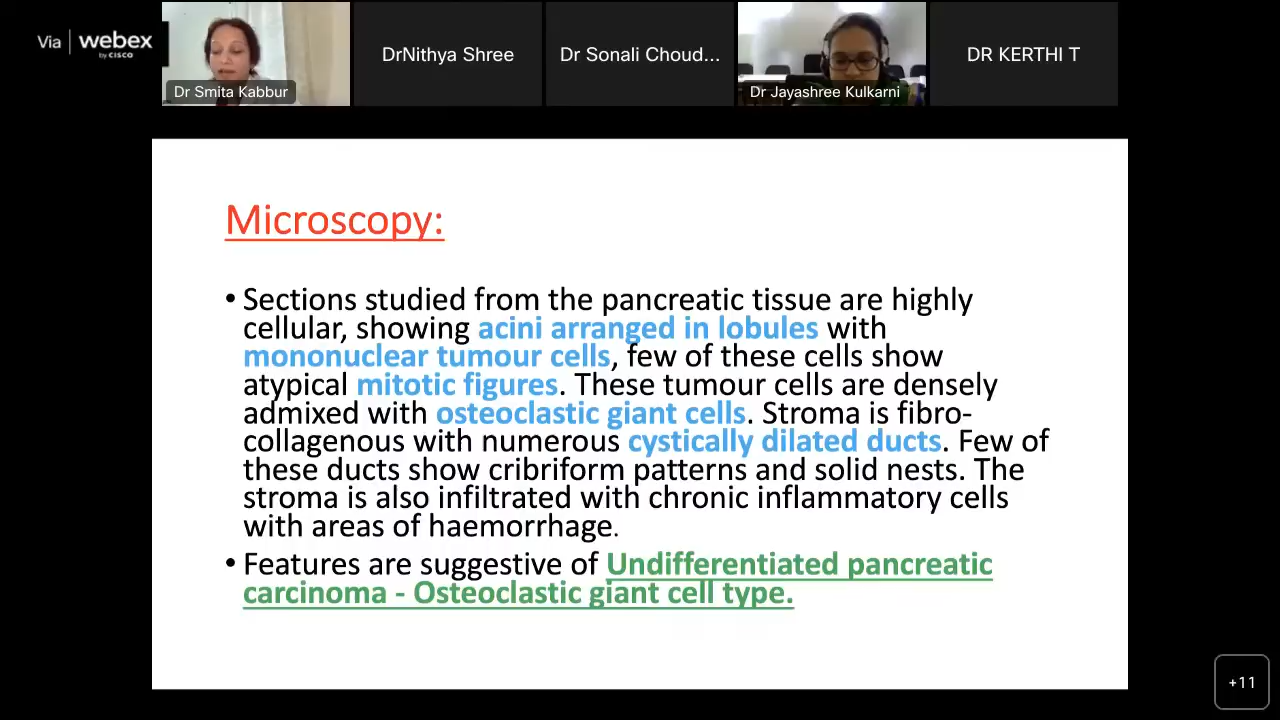 Via | webex
by CISCO
DrNithya Shree
Dr Sonali Choud...
DR KERTHI T
Dr Smita Kabbur
Dr Jayashree Kulkarni
Microscopy:
• Sections studied from the pancreatic tissue are highly
cellular, showing acini arranged in lobules with
mononuclear tumour cells, few of these cells show
atypical mitotic figures. These tumour cells are densely
admixed with osteoclastic giant cells. Stroma is fibro-
collagenous with numerous cystically dilated ducts. Few of
these ducts show cribriform patterns and solid nests. The
stroma is also infiltrated with chronic inflammatory cells
with areas of haemorrhage.
• Features are suggestive of Undifferentiated pancreatic
carcinoma - Osteoclastic giant cell type.
+11